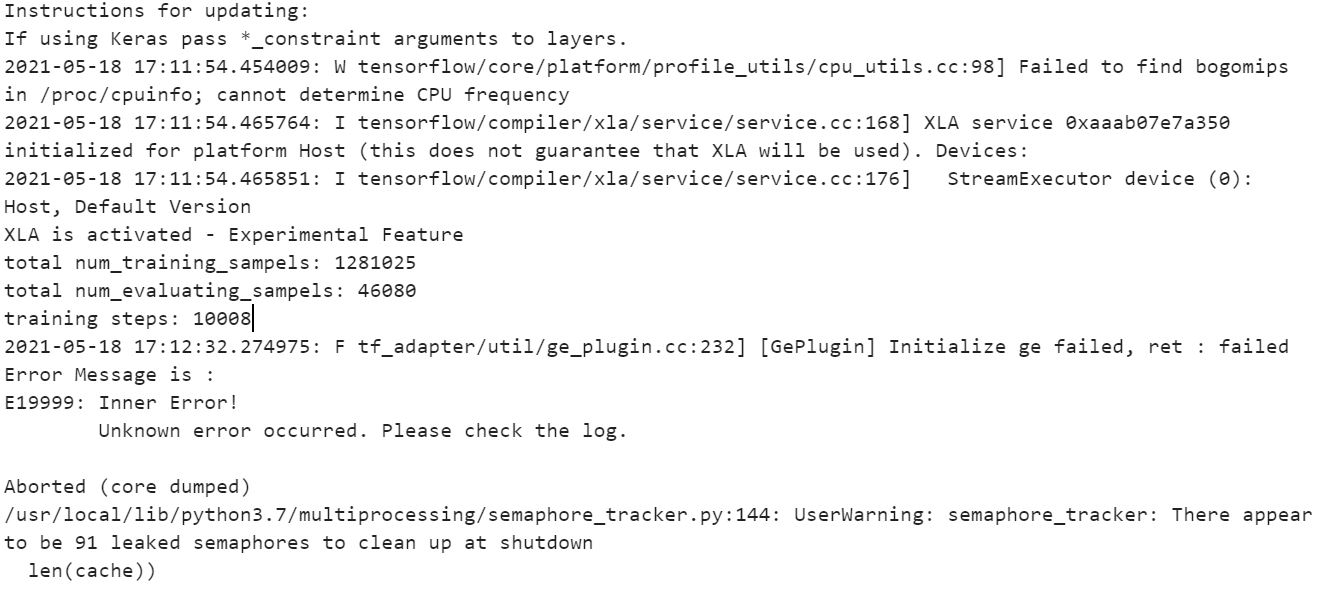 Instructions for updating:
If using Keras pass *_constraint arguments to layers.
2021-05-18 17:11:54.454009: W tensorflow/core/platform/profile_utils/cpu_utils.cc:98] Failed to find bogomips
in /proc/cpuinfo; cannot determine CPU frequency
2021-05-18 17:11:54.465764: I tensorflow/compiler/xla/service/service.cc:168] XLA service 0xaaab07e7a350
initialized for platform Host (this does not guarantee that XLA will be used). Devices:
2021-05-18 17:11:54.465851: I tensorflow/compiler/xla/service/service.cc:176]   StreamExecutor device (0):
Host, Default Version
XLA is activated - Experimental Feature
total num_training_sampels: 1281025
total num_evaluating_sampels: 46080
training steps: 10008
2021-05-18 17:12:32.274975: F tf_adapter/util/ge_plugin.cc:232] [GePlugin] Initialize ge failed, ret : failed
Error Message is :
E19999: Inner Error!
        Unknown error occurred. Please check the log.

Aborted (core dumped)
/usr/local/lib/python3.7/multiprocessing/semaphore_tracker.py:144: UserWarning: semaphore_tracker: There appear
to be 91 leaked semaphores to clean up at shutdown
  len(cache))